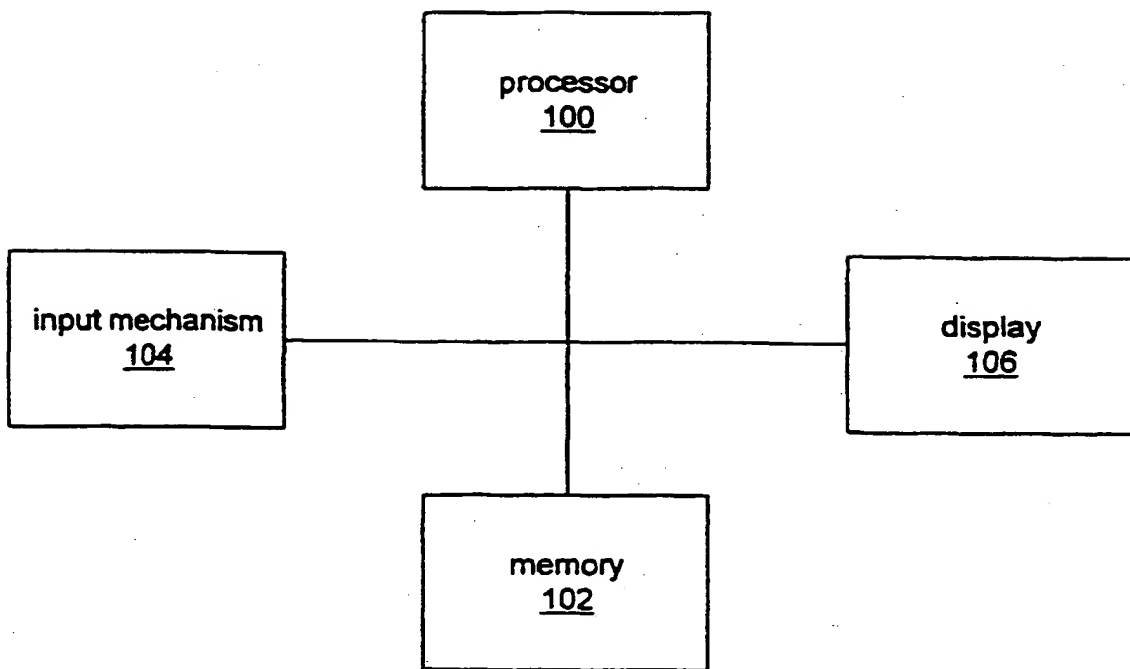 processor
100
input mechanism
104
display
106
memory
102